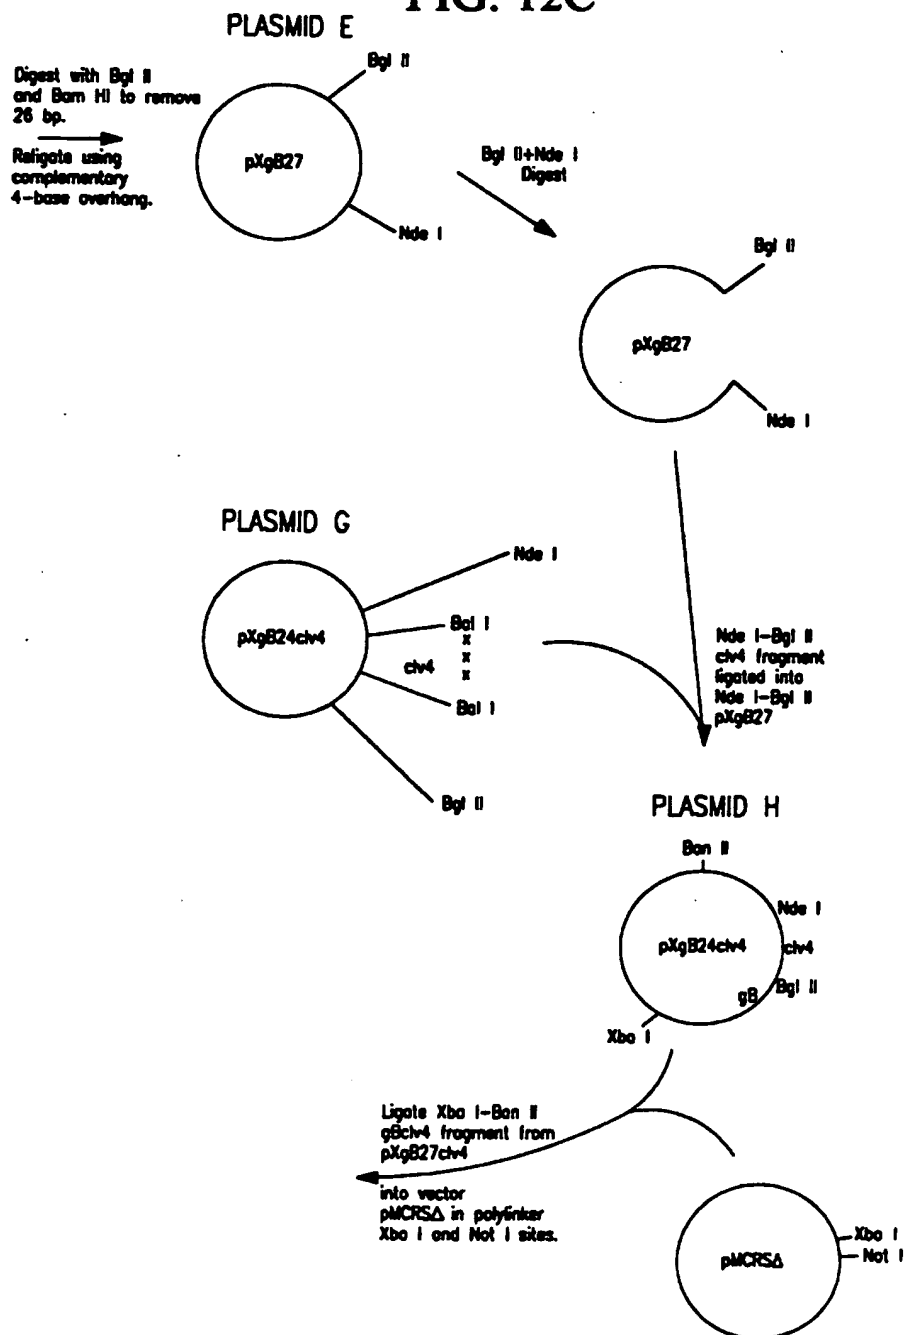 FIG. 12C
PLASMID E
Bgl II
Digest with Bgl II
and Bam HI to remove
26 bp.
Religate using
complementary
4-base overhang.
pXgB27
Nde I
Bgl II+Nde I
Digest
Bgl II
pXgB27
Nde I
PLASMID G
Nde I
pXgB24clv4
Bal I
x
x
clv4
x
Bal I
Bgl II
Nde I-Bgl II
clv4 fragment
ligated into
Nde I-Bgl II
pXgB27
PLASMID H
Ban II
Nde I
pXgB24clv4
clv4
Bgl II
gB
Xba I
Ligate Xba I-Ban II
gBclv4 fragment from
pXgB27clv4
into vector
pMCRSΔ in polylinker
Xba I and Not I sites.
Xba I
Not I
pMCRSΔ